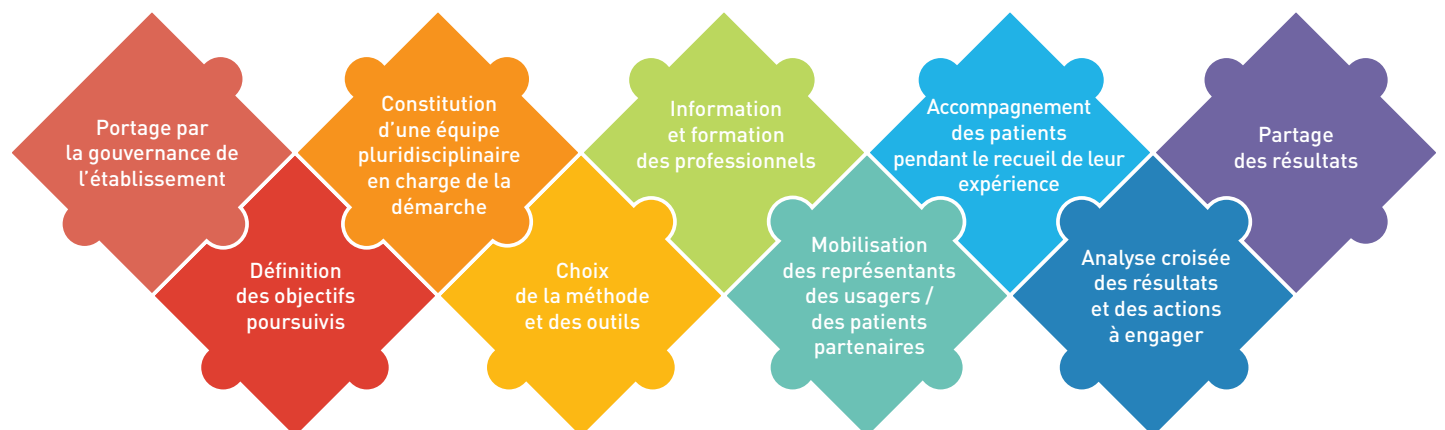 Portage par
la gouvernance de
l’établissement
Définition
des objectifs
poursuivis
Constitution
d’une équipe
pluridisciplinaire
en charge de la
démarche
Choix
de la méthode
et des outils
Information
et formation
des professionnels
Mobilisation
des représentants
des usagers /
des patients
partenaires
Accompagnement
des patients
pendant le recueil de leur
expérience
Analyse croisée
des résultats
et des actions
à engager
Partage
des résultats